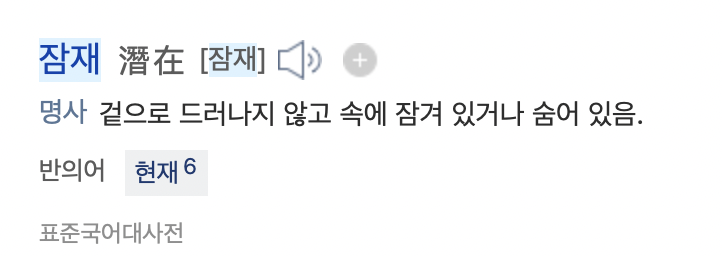 잠재 潛在 [잠재]
명사 겉으로 드러나지 않고 속에 잠겨 있거나 숨어 있음.
반의어 현재6
표준국어대사전